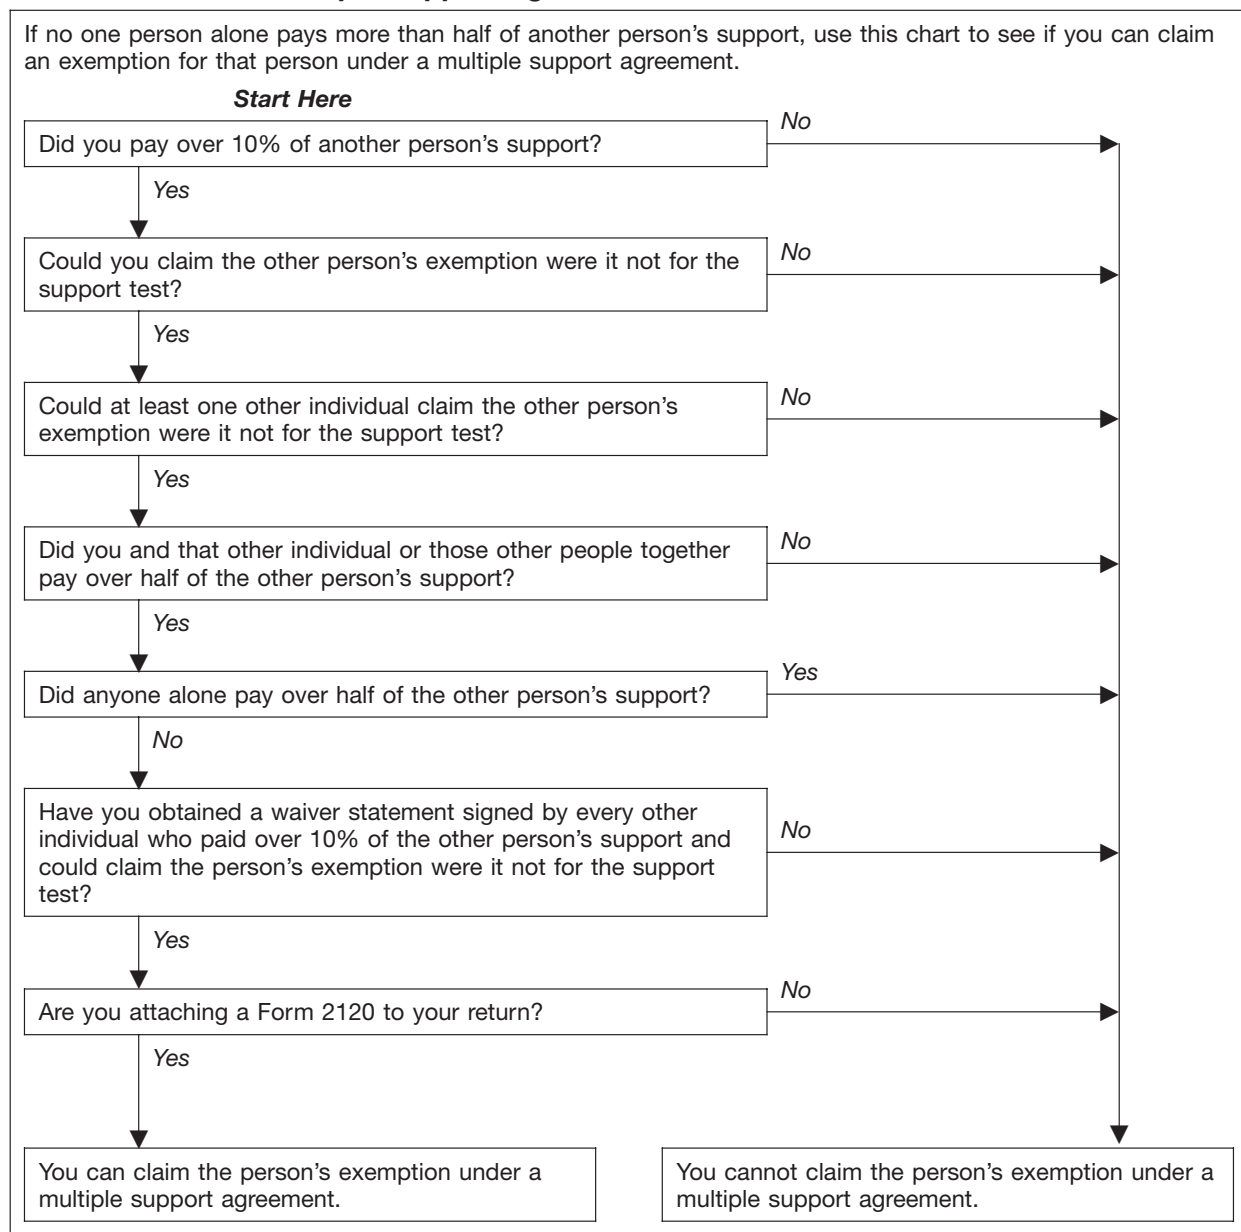 If no one person alone pays more than half of another person’s support, use this chart to see if you can claim
an exemption for that person under a multiple support agreement.
Start Here
Did you pay over 10% of another person’s support?
No
Yes
Could you claim the other person’s exemption were it not for the
support test?
No
Yes
Could at least one other individual claim the other person’s
exemption were it not for the support test?
No
Yes
Did you and that other individual or those other people together
pay over half of the other person’s support?
No
Yes
Did anyone alone pay over half of the other person’s support?
Yes
No
Have you obtained a waiver statement signed by every other
individual who paid over 10% of the other person’s support and
could claim the person’s exemption were it not for the support
test?
No
Yes
Are you attaching a Form 2120 to your return?
No
Yes
You can claim the person’s exemption under a
multiple support agreement.
You cannot claim the person’s exemption under a
multiple support agreement.